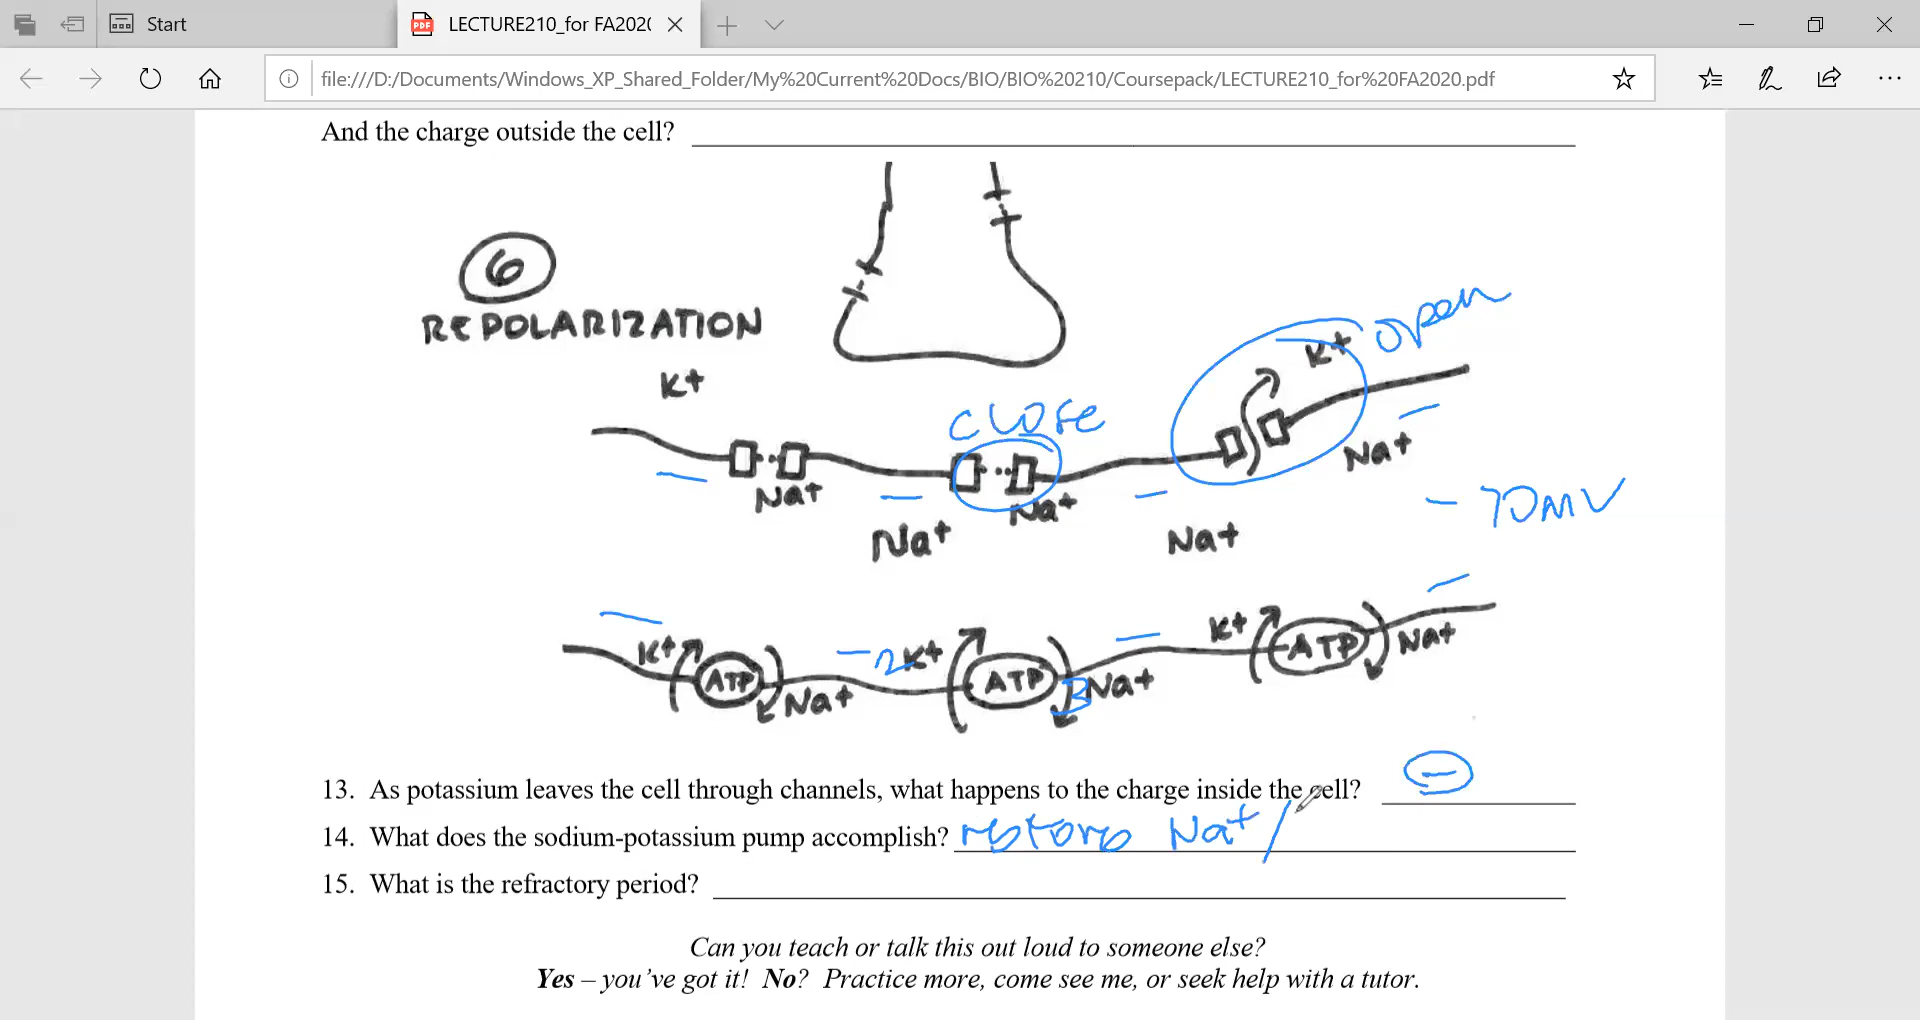 Start
LECTURE210_for FA2020
file:///D:/Documents/Windows_XP_Shared_Folder/My%20Current%20Docs/BIO/BIO%20210/Coursepack/LECTURE210_for%20FA2020.pdf
And the charge outside the cell?
6
REPOLARIZATION
K+
K+ open
CLOSE
Na+ Na+ Na+
Na+ Na+
- 70MV
K+ ATP Na+ 2K+ ATP 3Na+ K+ ATP Na+
13. As potassium leaves the cell through channels, what happens to the charge inside the cell? -
14. What does the sodium-potassium pump accomplish? restore Na+/
15. What is the refractory period?
Can you teach or talk this out loud to someone else?
Yes – you've got it! No? Practice more, come see me, or seek help with a tutor.